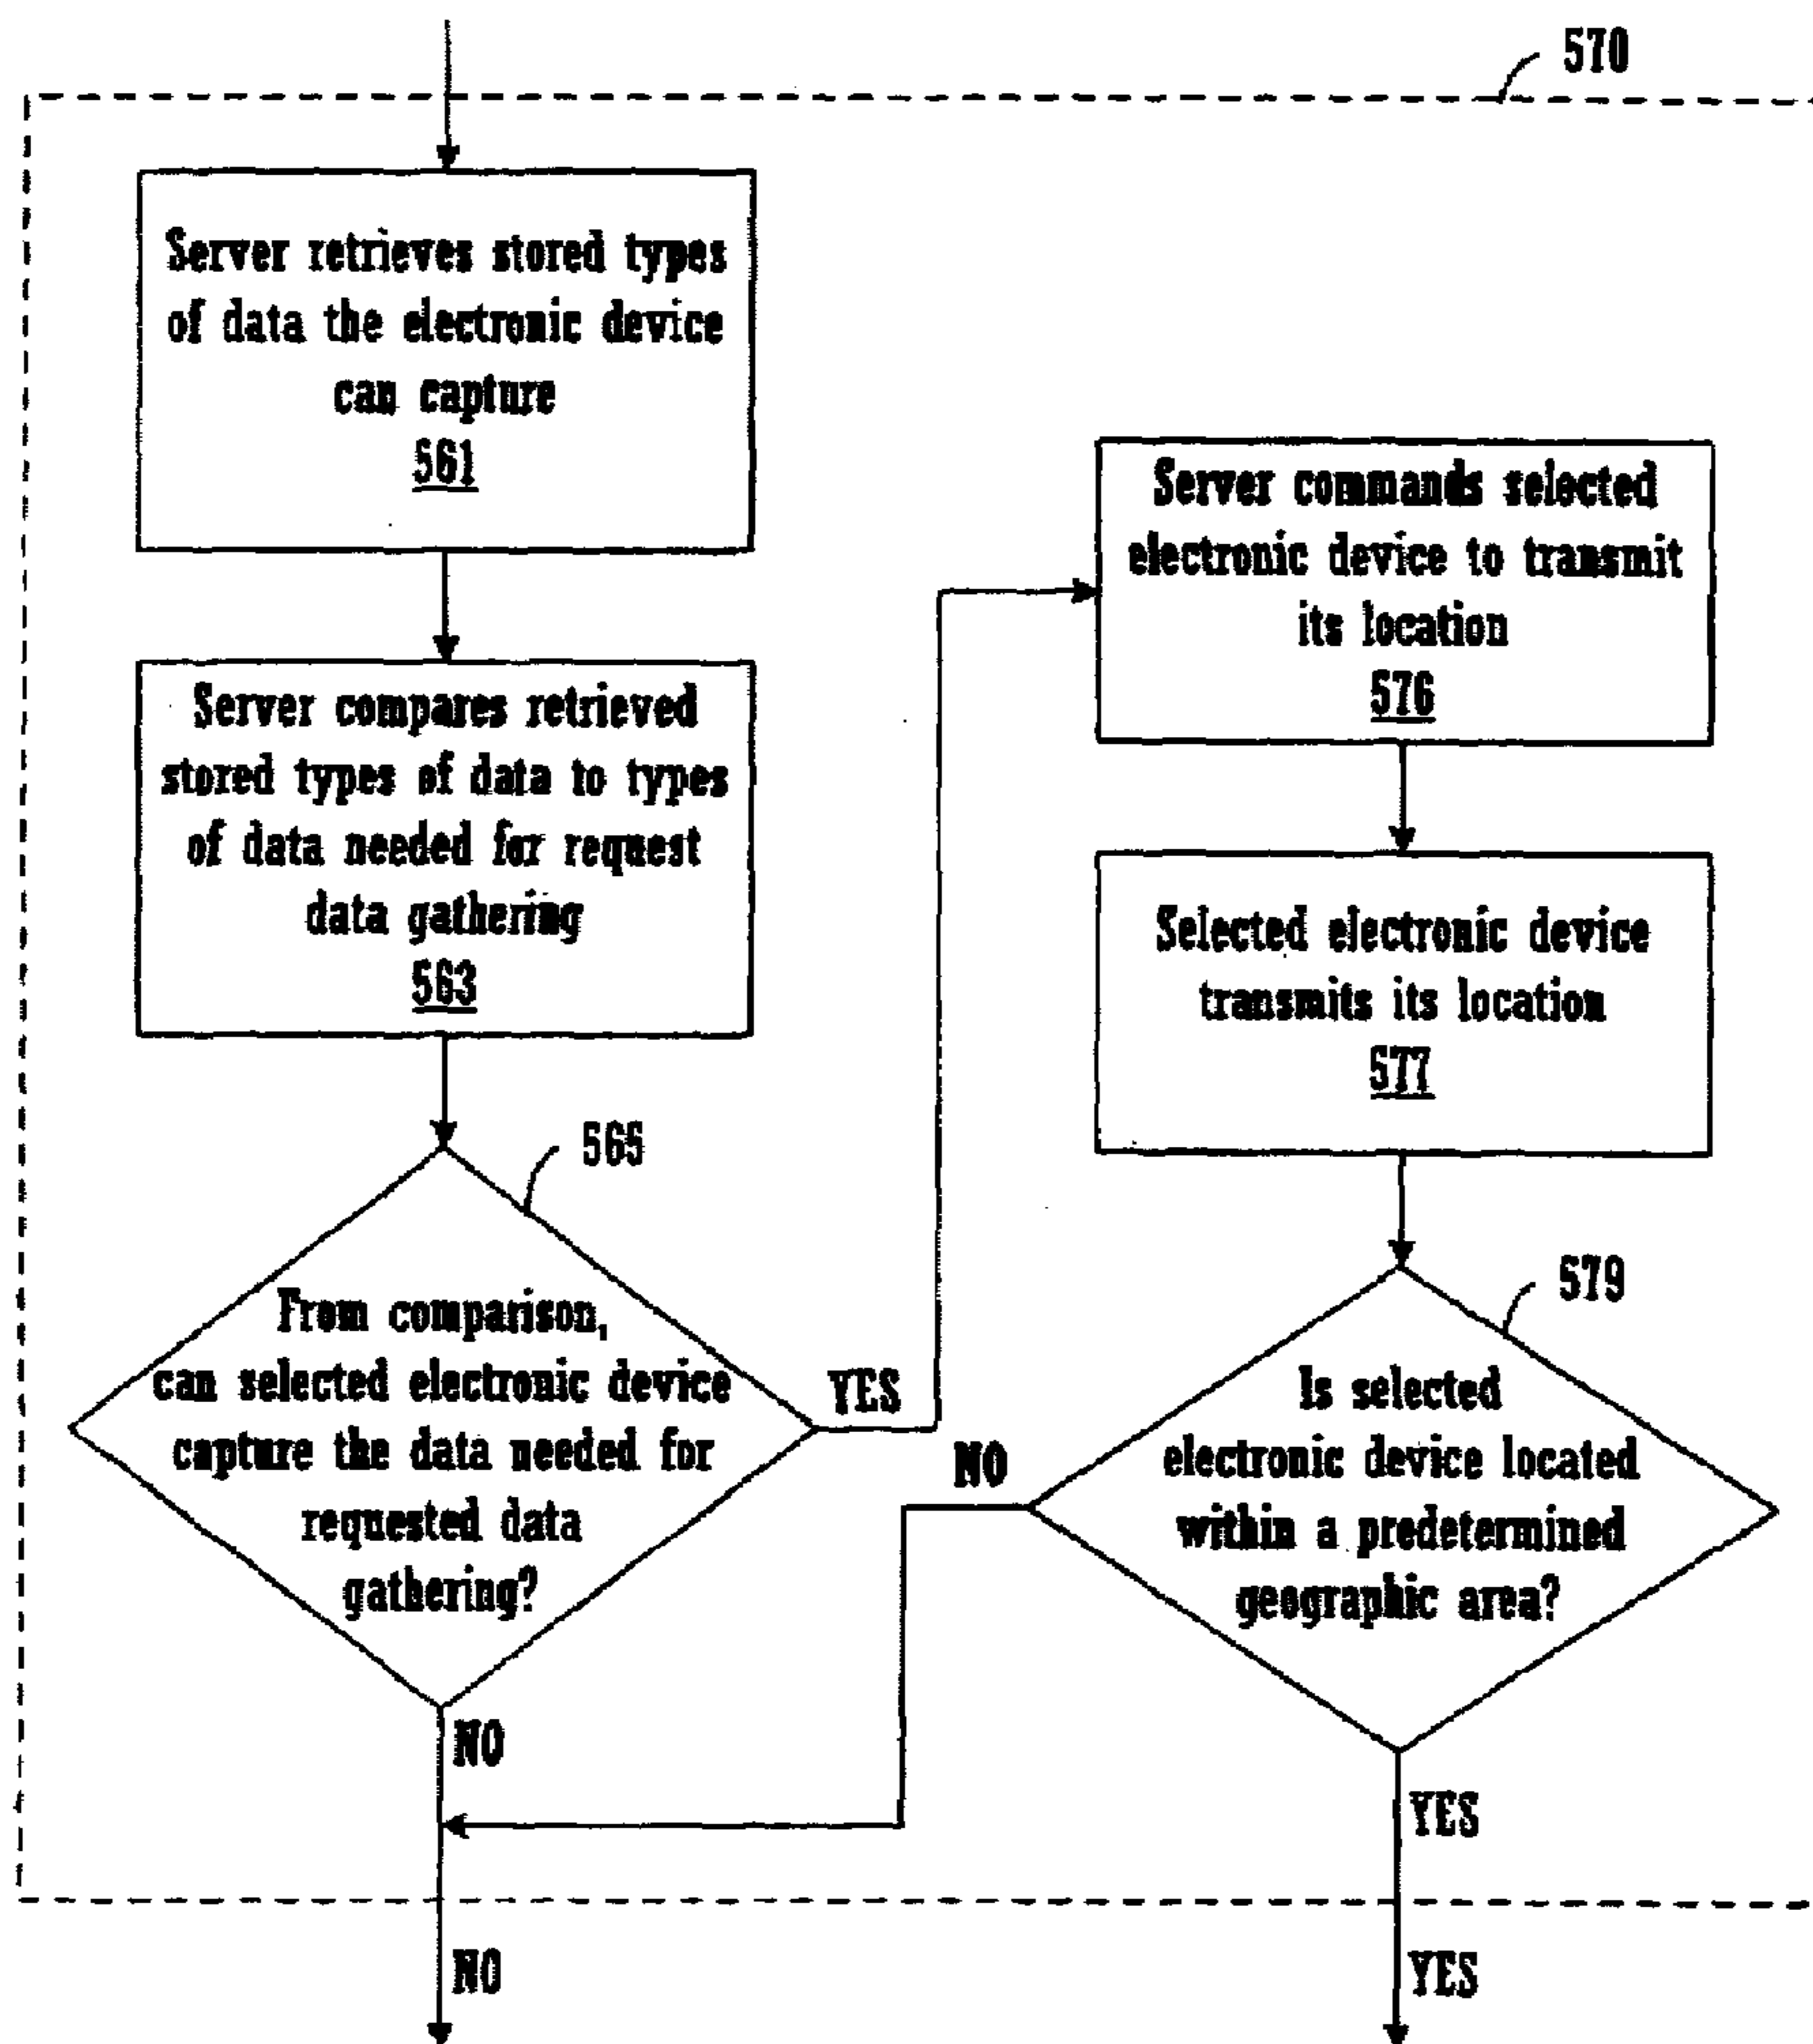 570
Server retrieves stored types
of data the electronic device
can capture
561
Server compares retrieved
stored types of data to types
of data needed for request
data gathering
563
565
From comparison,
can selected electronic device
capture the data needed for
requested data
gathering?
YES
NO
NO
Server commands selected
electronic device to transmit
its location
576
Selected electronic device
transmits its location
577
579
Is selected
electronic device located
within a predetermined
geographic area?
NO
YES
YES